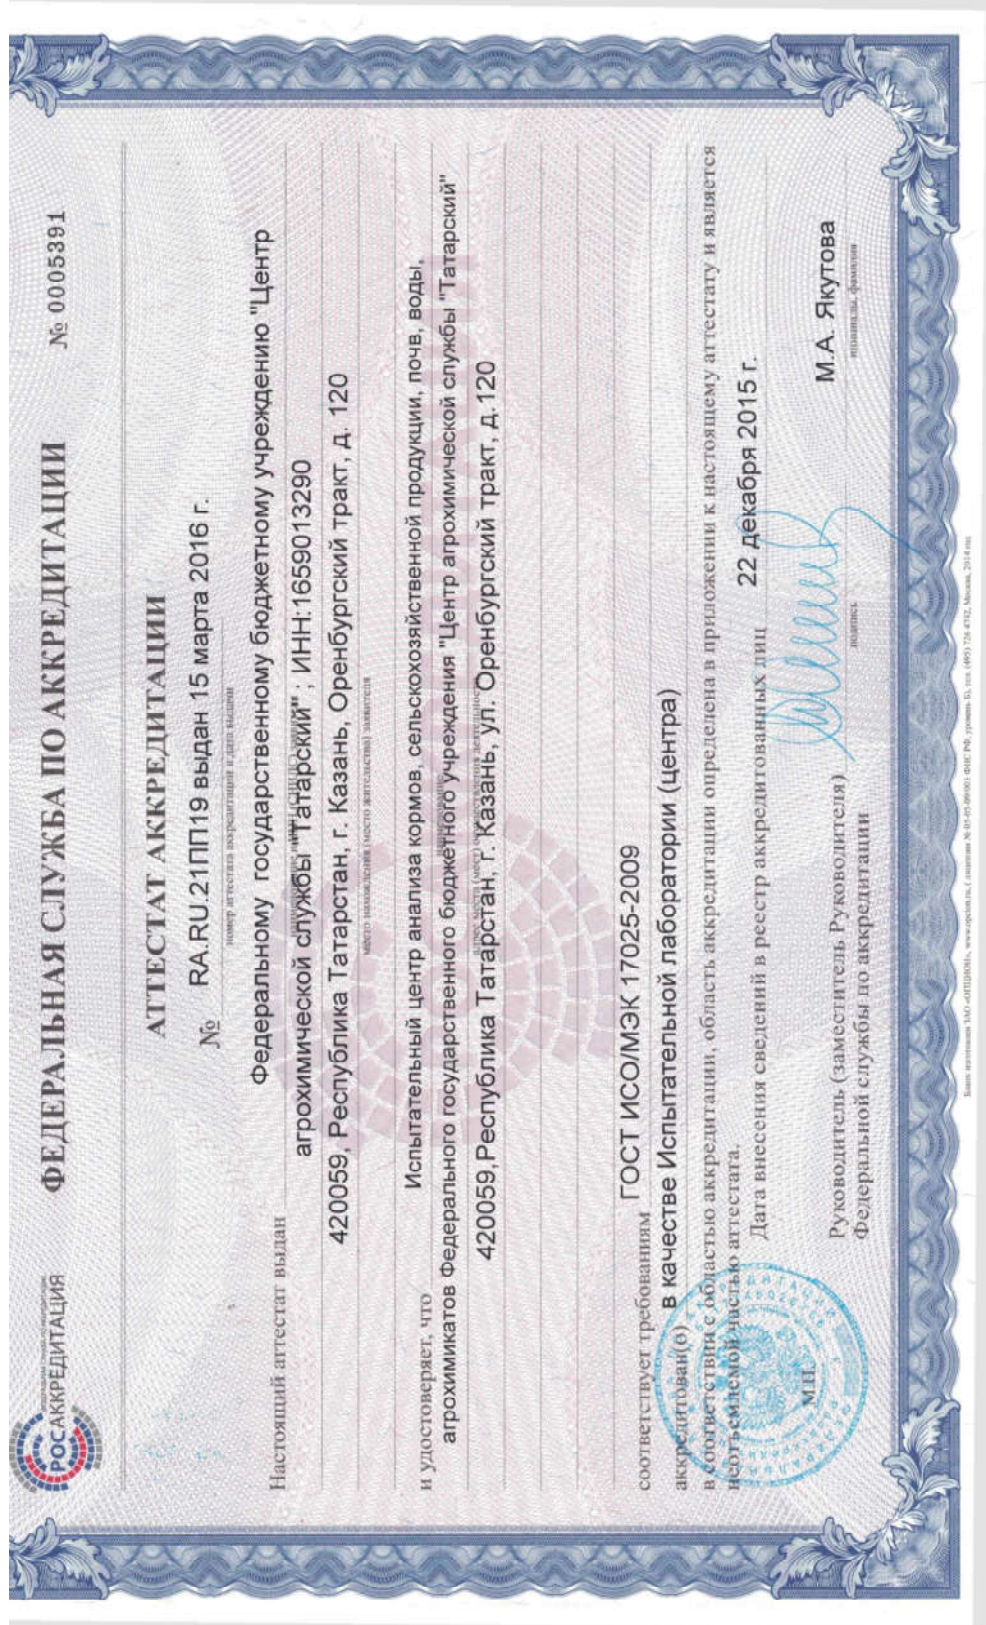 РОСАККРЕДИТАЦИЯ
ФЕДЕРАЛЬНАЯ СЛУЖБА ПО АККРЕДИТАЦИИ
№ 0005391
АТТЕСТАТ АККРЕДИТАЦИИ
№ RA.RU.21ПП19 выдан 15 марта 2016 г.
номер аттестата аккредитации и дата выдачи
Настоящий аттестат выдан Федеральному государственному бюджетному учреждению "Центр
агрохимической службы "Татарский" ; ИНН:1659013290
420059, Республика Татарстан, г. Казань, Оренбургский тракт, д. 120
место нахождения (место жительства) заявителя
и удостоверяет, что Испытательный центр анализа кормов, сельскохозяйственной продукции, почв, воды,
агрохимикатов Федерального государственного бюджетного учреждения "Центр агрохимической службы "Татарский"
420059,Республика Татарстан, г. Казань, ул. Оренбургский тракт, д.120
соответствует требованиям ГОСТ ИСО/МЭК 17025-2009
аккредитован(о) в качестве Испытательной лаборатории (центра)
в соответствии с областью аккредитации, область аккредитации определена в приложении к настоящему аттестату и является
неотъемлемой частью аттестата.
Дата внесения сведений в реестр аккредитованных лиц 22 декабря 2015 г.
Руководитель (заместитель Руководителя)
Федеральной службы по аккредитации
М.А. Якутова
М.П.
подпись
инициалы, фамилия